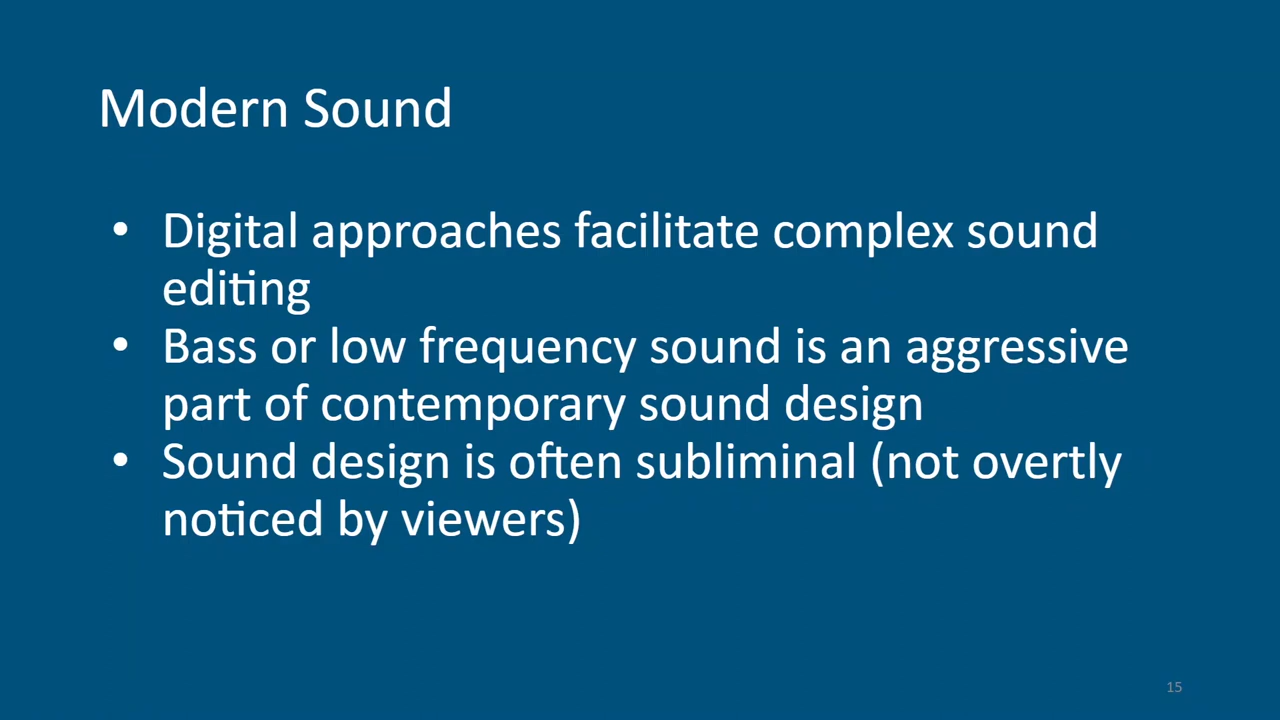 Modern Sound
• Digital approaches facilitate complex sound
editing
• Bass or low frequency sound is an aggressive
part of contemporary sound design
• Sound design is often subliminal (not overtly
noticed by viewers)
15